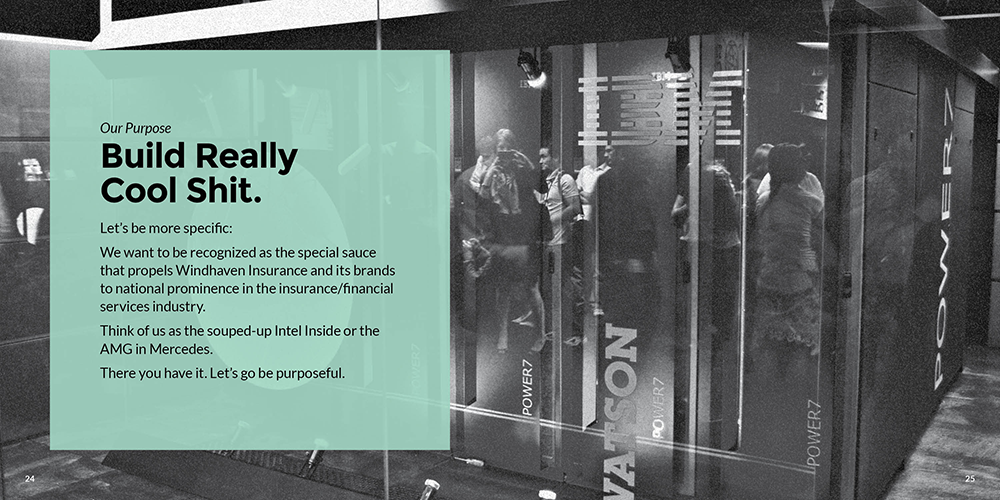 Our Purpose
Build Really
Cool Shit.
Let's be more specific:
We want to be recognized as the special sauce
that propels Windhaven Insurance and its brands
to national prominence in the insurance/financial
services industry.
Think of us as the souped-up Intel Inside or the
AMG in Mercedes.
There you have it. Let's go be purposeful.
24
IBM
POWER7
POWER7
WATSON
POWER7
POWER7
POWER7
25